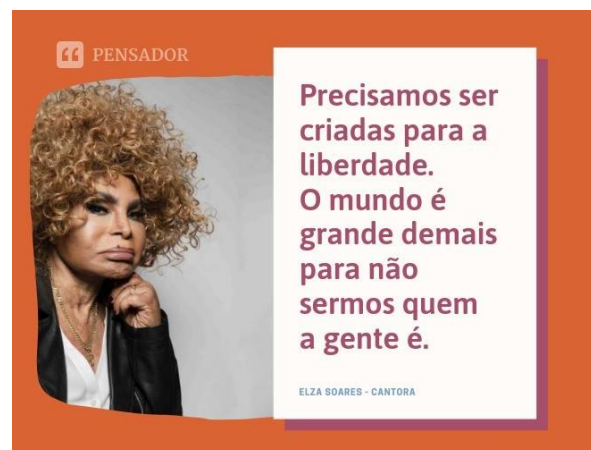 PENSADOR
Precisamos ser
criadas para a
liberdade.
O mundo é
grande demais
para não
sermos quem
a gente é.
ELZA SOARES - CANTORA